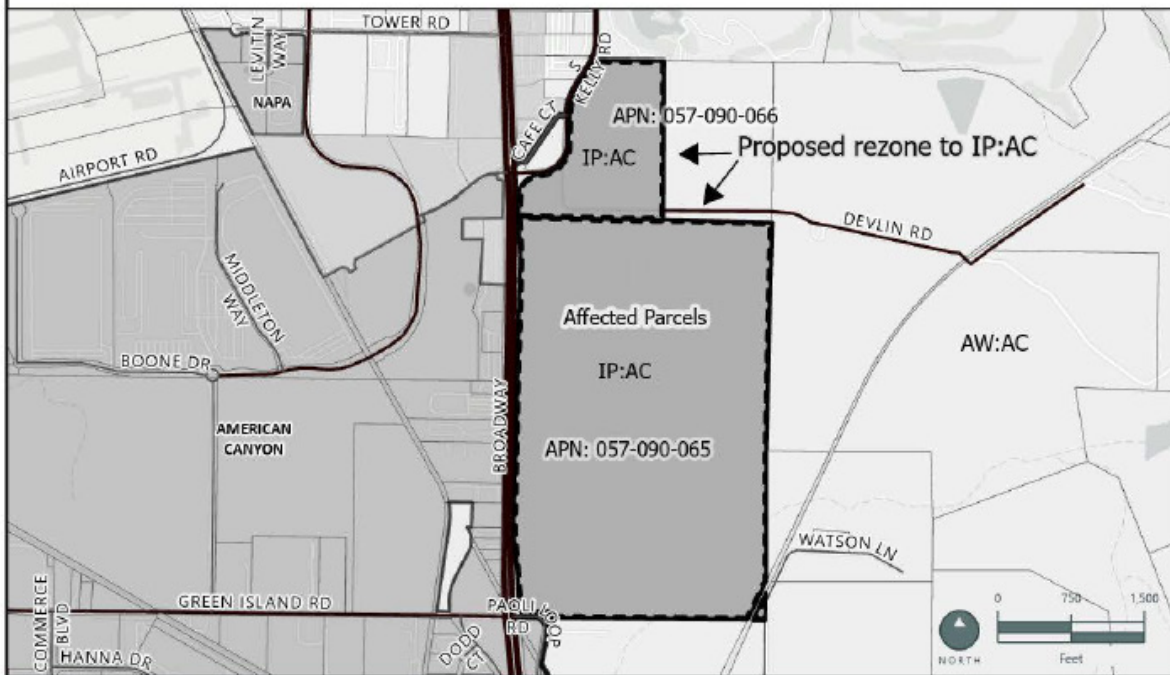 TOWER RD
LEVITIN
WAY
NAPA
S
KELLY RD
CAFE CT
APN: 057-090-066
IP:AC
Proposed rezone to IP:AC
AIRPORT RD
DEVLIN RD
MIDDLETON
WAY
Affected Parcels
IP:AC
AW:AC
BOONE DR
BROADWAY
AMERICAN
CANYON
APN: 057-090-065
WATSON LN
GREEN ISLAND RD
PAOLI LOOP
RD
COMMERCE
BLVD
HANNA DR
DODD
CT
NORTH
0 750 1,500
Feet